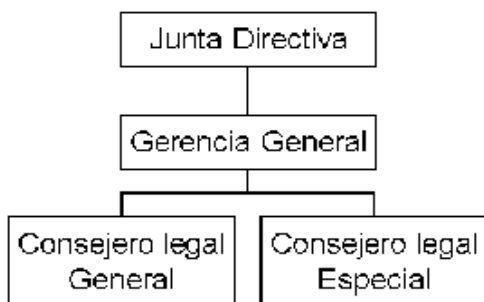 Junta Directiva
Gerencia General
Consejero legal
General
Consejero legal
Especial